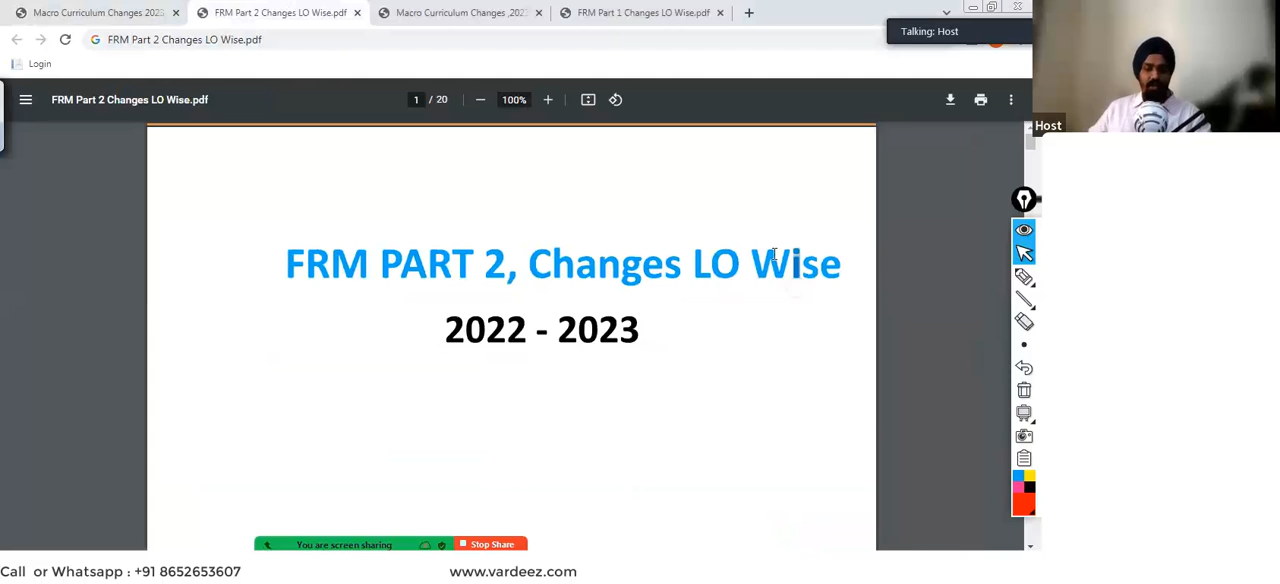 Macro Curriculum Changes 2023
FRM Part 2 Changes LO Wise.pdf
Macro Curriculum Changes ,202
FRM Part 1 Changes LO Wise.pdf
FRM Part 2 Changes LO Wise.pdf
Talking: Host
Login
FRM Part 2 Changes LO Wise.pdf
1 / 20
100%
Host
FRM PART 2, Changes LO Wise
2022 - 2023
You are screen sharing
Stop Share
Call or Whatsapp : +91 8652653607
www.vardeez.com